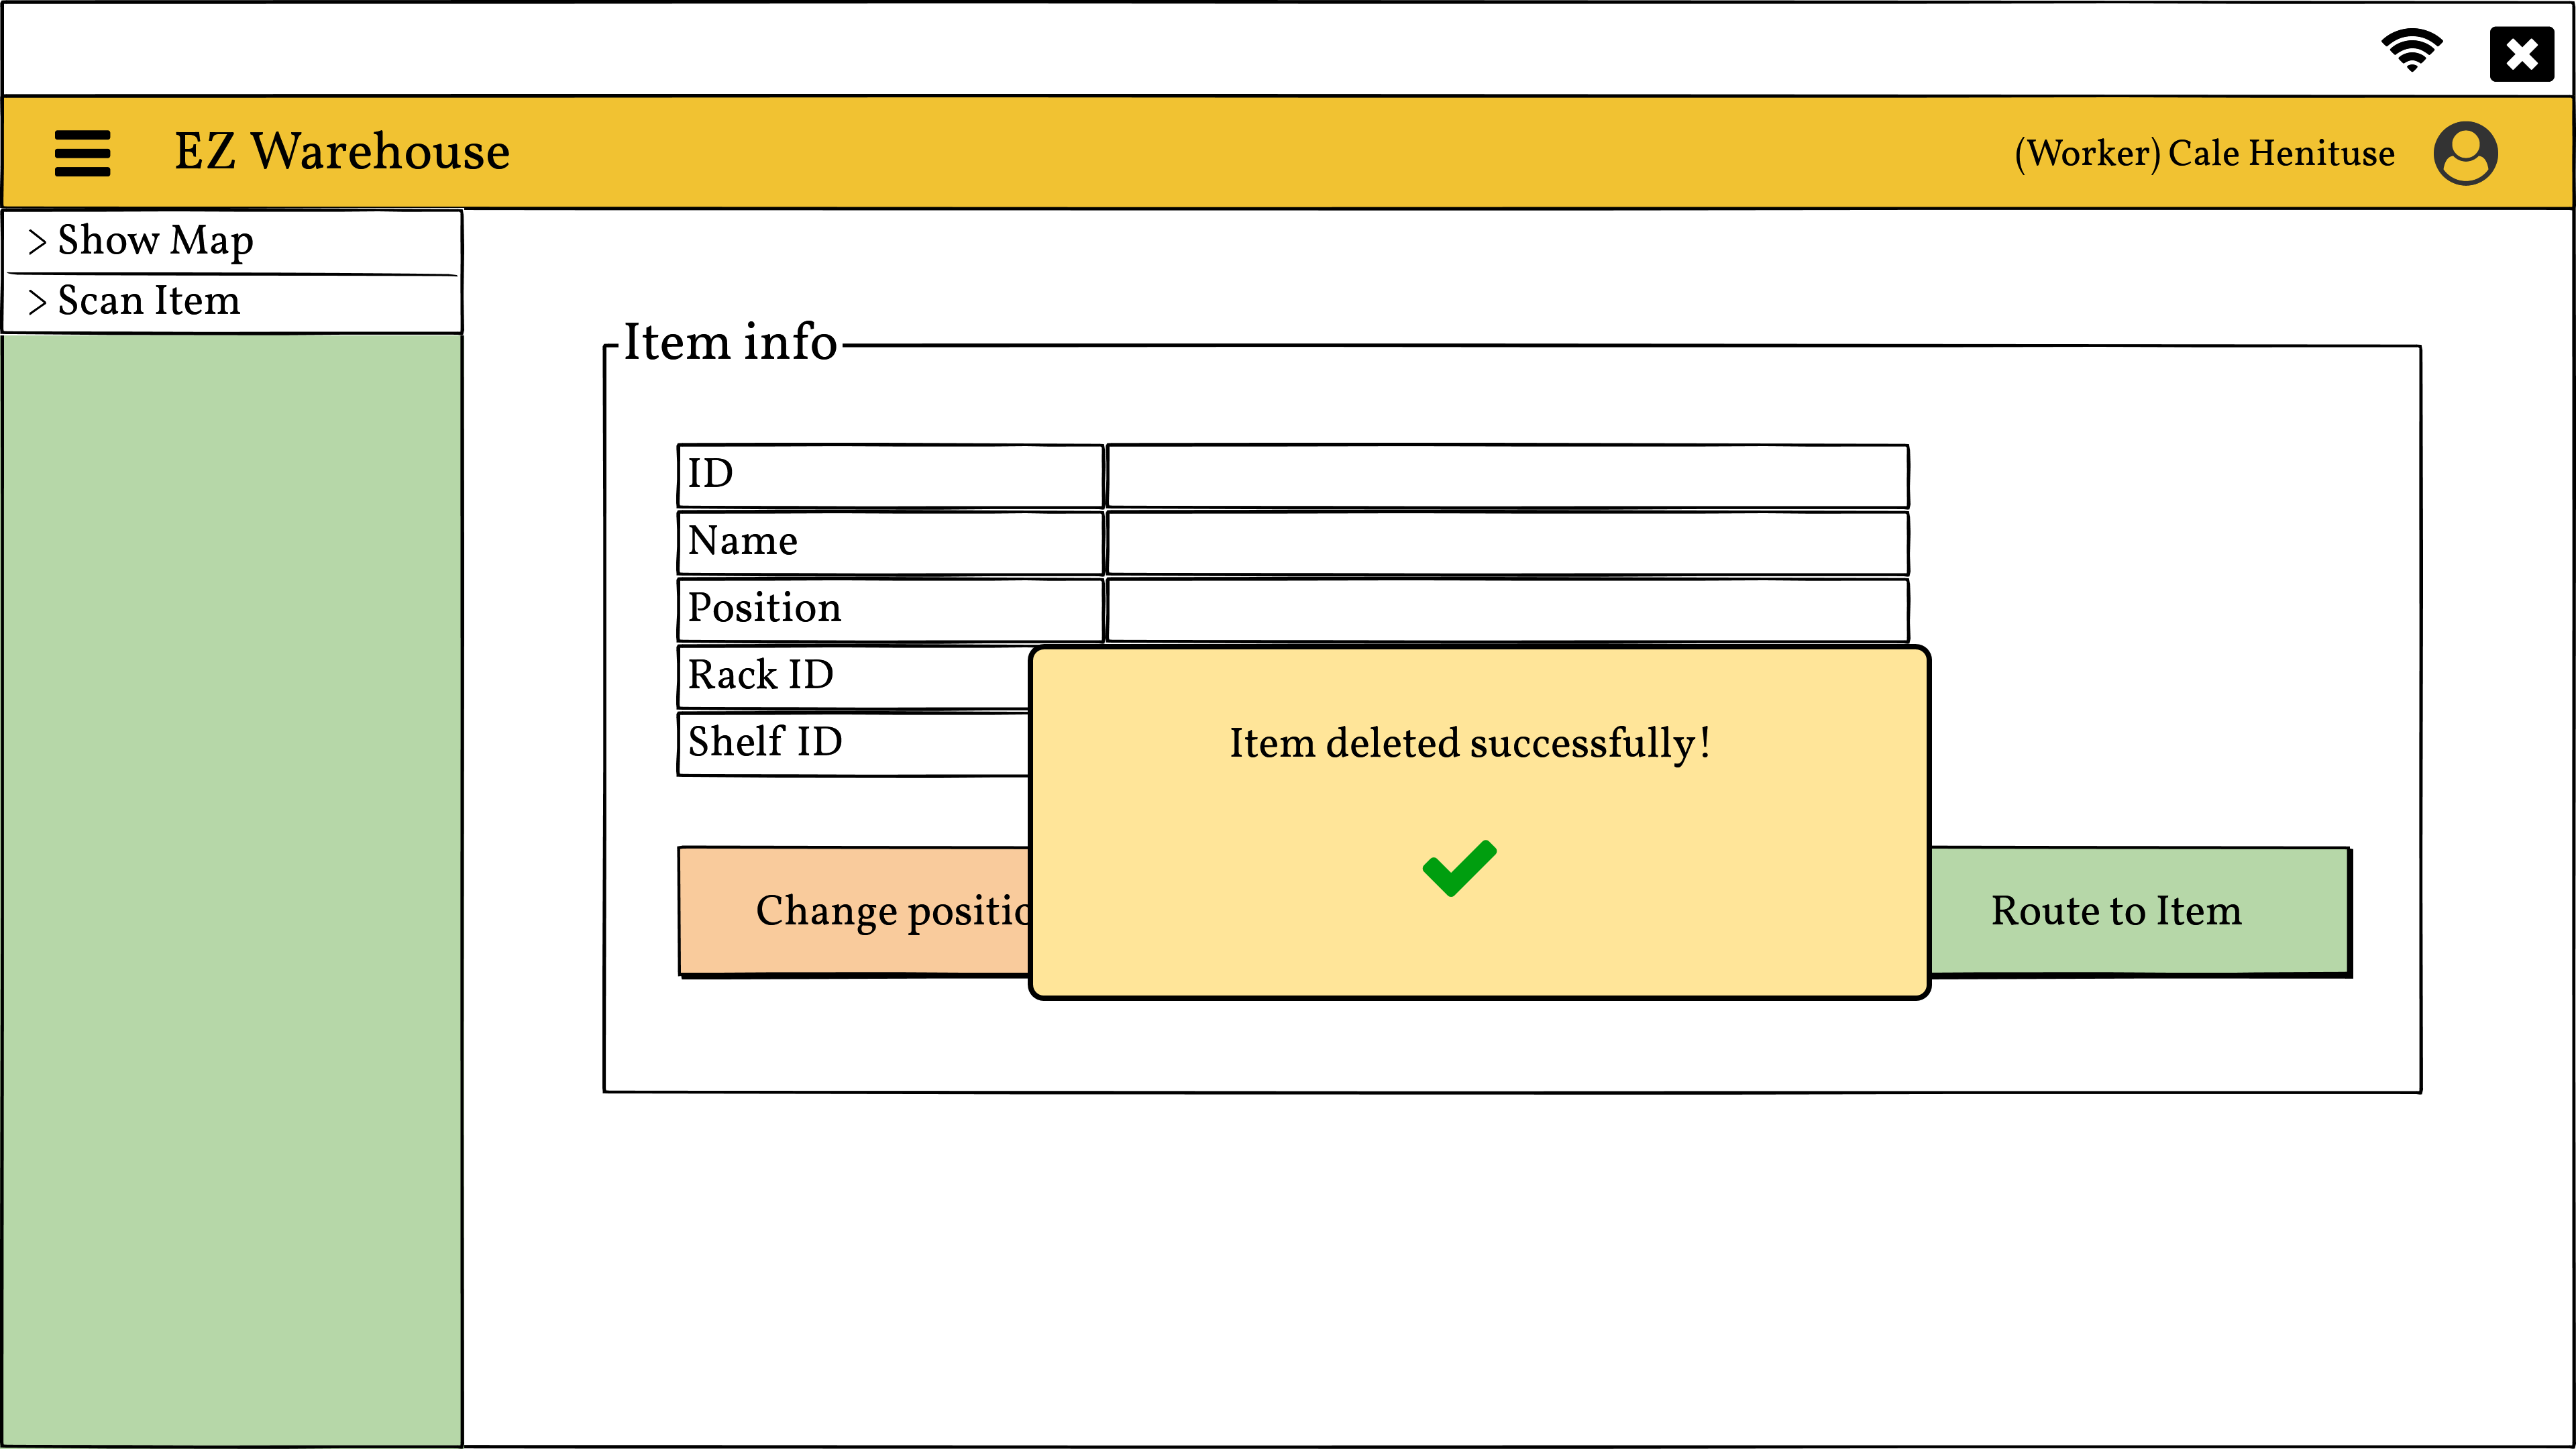 EZ Warehouse
(Worker) Cale Henituse
> Show Map
> Scan Item
Item info
ID
Name
Position
Rack ID
Shelf ID
Item deleted successfully!
Change positio
Route to Item